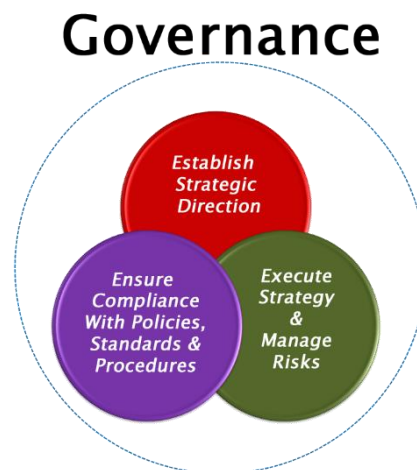 Governance
Establish
Strategic
Direction
Ensure
Compliance
With Policies,
Standards &
Procedures
Execute
Strategy
&
Manage
Risks